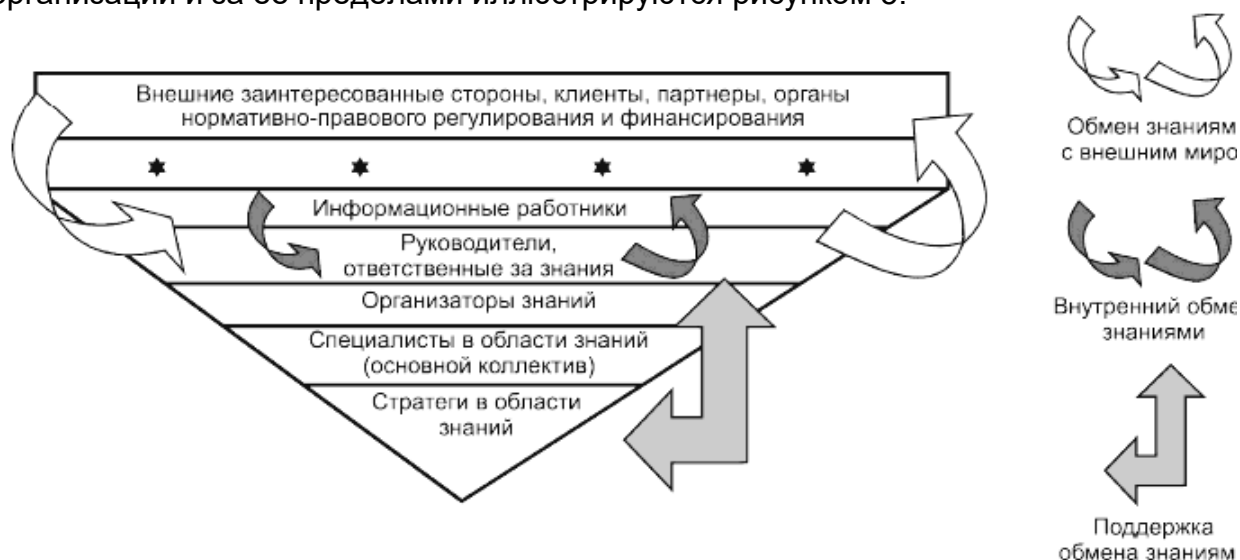 организации и за ее пределами иллюстрируются рисунком 3.
Внешние заинтересованные стороны, клиенты, партнеры, органы
нормативно-правового регулирования и финансирования
Информационные работники
Руководители,
ответственные за знания
Организаторы знаний
Специалисты в области знаний
(основной коллектив)
Стратеги в области
знаний
Обмен знаниям
с внешним миро
Внутренний обме
знаниями
Поддержка
обмена знаниям